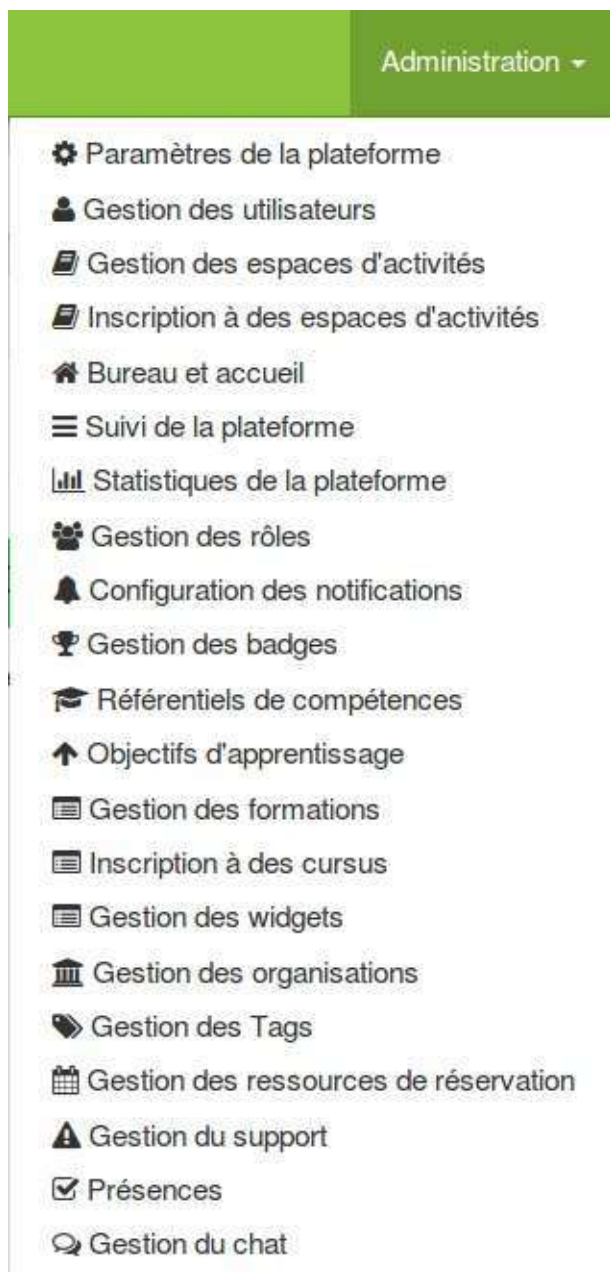 Administration
Paramètres de la plateforme
Gestion des utilisateurs
Gestion des espaces d'activités
Inscription à des espaces d'activités
Bureau et accueil
Suivi de la plateforme
Statistiques de la plateforme
Gestion des rôles
Configuration des notifications
Gestion des badges
Référentiels de compétences
Objectifs d'apprentissage
Gestion des formations
Inscription à des cursus
Gestion des widgets
Gestion des organisations
Gestion des Tags
Gestion des ressources de réservation
Gestion du support
Présences
Gestion du chat